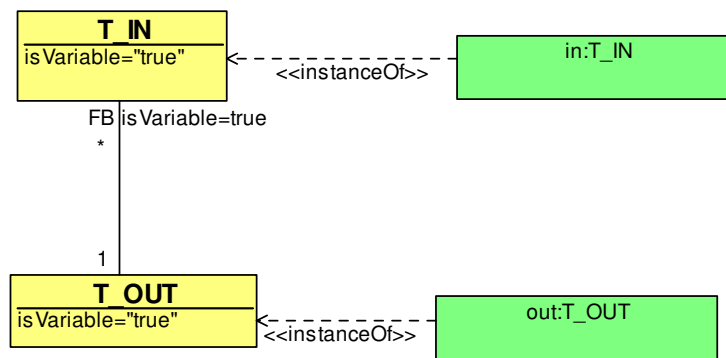 T_IN
isVariable="true"
in:T_IN
<<instanceOf>>
FB isVariable=true
*
1
T_OUT
isVariable="true"
out:T_OUT
<<instanceOf>>